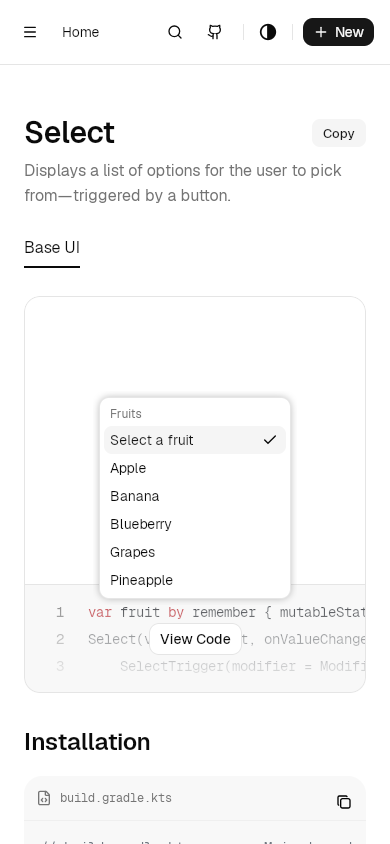 Home
New
Select
Copy
Displays a list of options for the user to pick
from—triggered by a button.
Base UI
Fruits
Select a fruit
Apple
Banana
Blueberry
Grapes
Pineapple
1 var fruit by remember { mutableStat
2 Select(v t, onValueChange
View Code
3 SelectTrigger(modifier = Modifi
Installation
build.gradle.kts